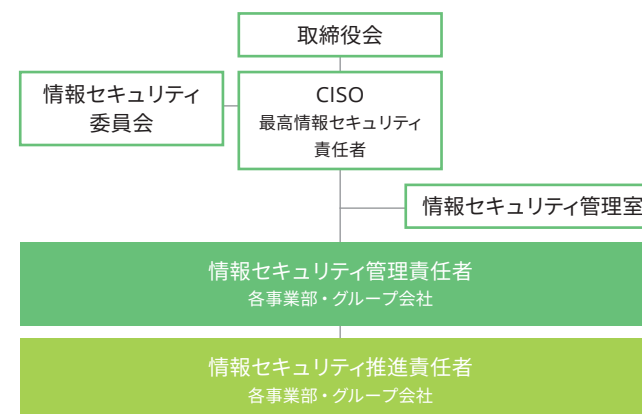 取締役会
情報セキュリティ
委員会
CISO
最高情報セキュリティ
責任者
情報セキュリティ管理室
情報セキュリティ管理責任者
各事業部・グループ会社
情報セキュリティ推進責任者
各事業部・グループ会社